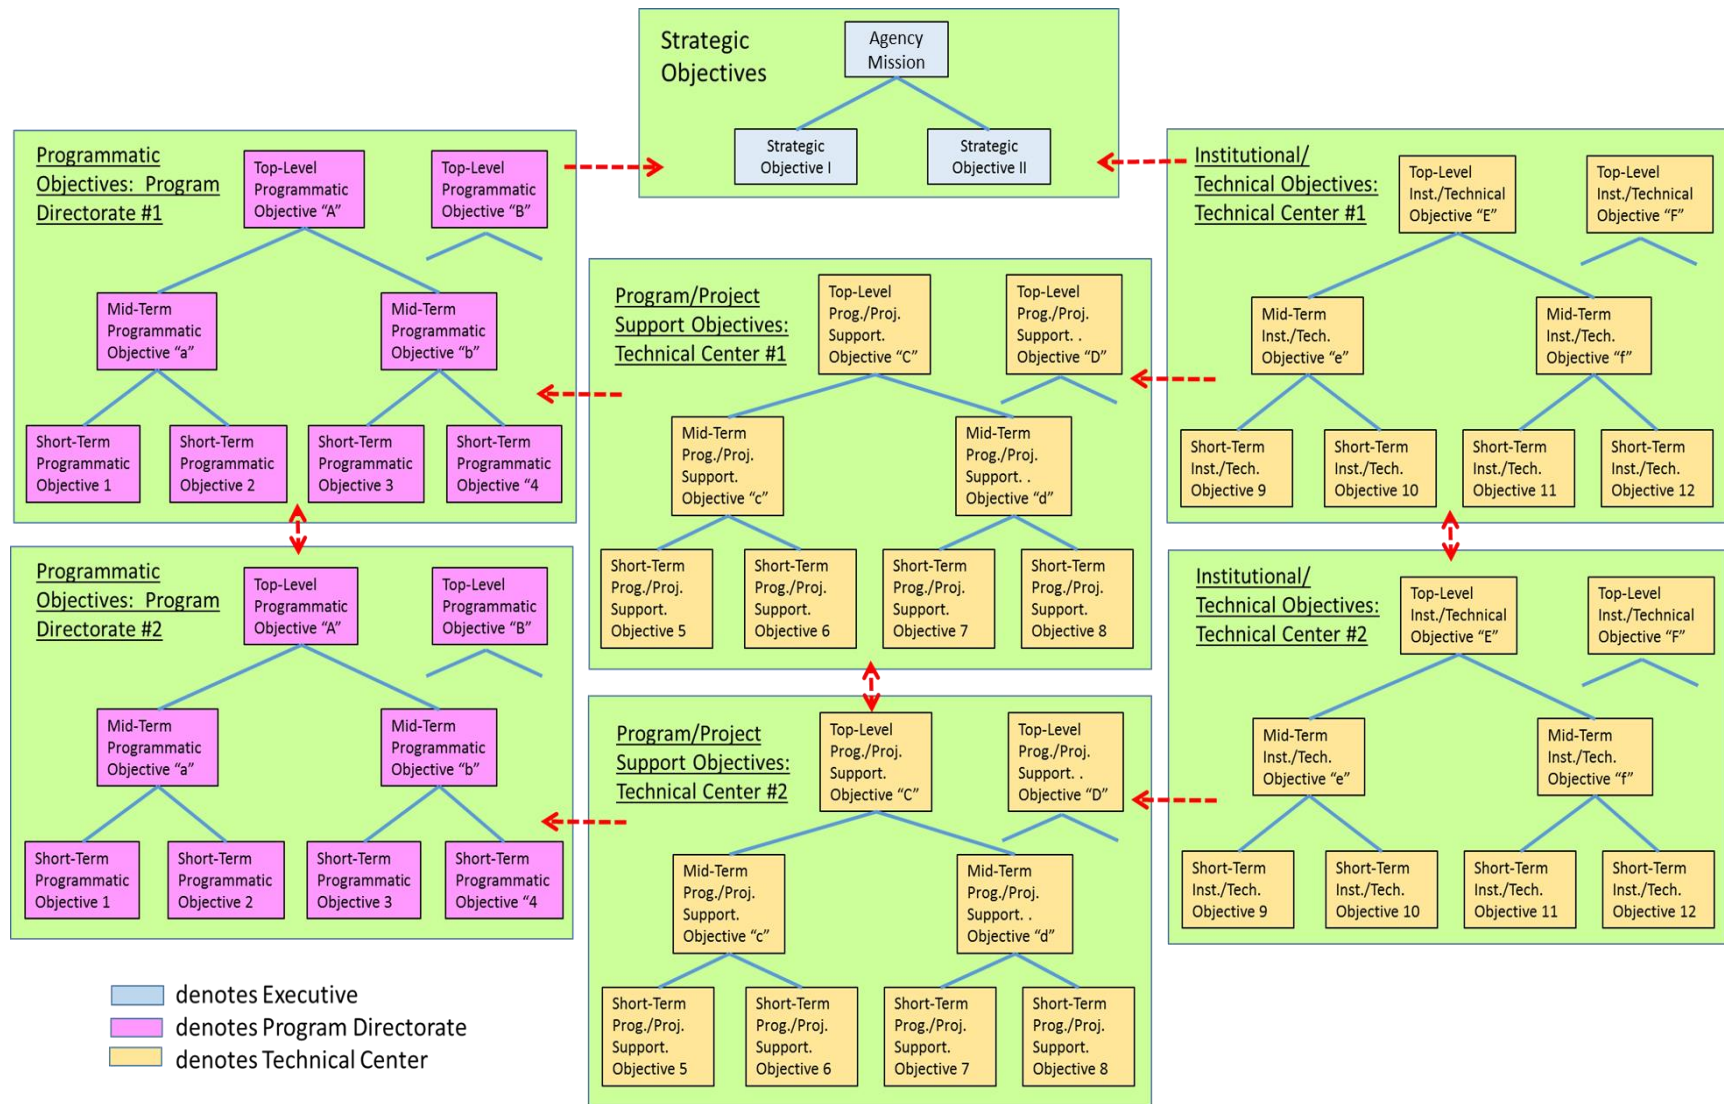 Strategic
Objectives
Agency
Mission
Strategic
Objective I
Strategic
Objective II
Programmatic
Objectives: Program
Directorate #1
Top-Level
Programmatic
Objective “A”
Top-Level
Programmatic
Objective “B”
Mid-Term
Programmatic
Objective “a”
Mid-Term
Programmatic
Objective “b”
Short-Term
Programmatic
Objective 1
Short-Term
Programmatic
Objective 2
Short-Term
Programmatic
Objective 3
Short-Term
Programmatic
Objective “4
Program/Project
Support Objectives:
Technical Center #1
Top-Level
Prog./Proj.
Support.
Objective “C”
Top-Level
Prog./Proj.
Support. .
Objective “D”
Mid-Term
Prog./Proj.
Support.
Objective “c”
Mid-Term
Prog./Proj.
Support. .
Objective “d”
Short-Term
Prog./Proj.
Support.
Objective 5
Short-Term
Prog./Proj.
Support.
Objective 6
Short-Term
Prog./Proj.
Support.
Objective 7
Short-Term
Prog./Proj.
Support.
Objective 8
Institutional/
Technical Objectives:
Technical Center #1
Top-Level
Inst./Technical
Objective “E”
Top-Level
Inst./Technical
Objective “F”
Mid-Term
Inst./Tech.
Objective “e”
Mid-Term
Inst./Tech.
Objective “f”
Short-Term
Inst./Tech.
Objective 9
Short-Term
Inst./Tech.
Objective 10
Short-Term
Inst./Tech.
Objective 11
Short-Term
Inst./Tech.
Objective 12
Programmatic
Objectives: Program
Directorate #2
Top-Level
Programmatic
Objective “A”
Top-Level
Programmatic
Objective “B”
Mid-Term
Programmatic
Objective “a”
Mid-Term
Programmatic
Objective “b”
Short-Term
Programmatic
Objective 1
Short-Term
Programmatic
Objective 2
Short-Term
Programmatic
Objective 3
Short-Term
Programmatic
Objective “4
Program/Project
Support Objectives:
Technical Center #2
Top-Level
Prog./Proj.
Support.
Objective “C”
Top-Level
Prog./Proj.
Support. .
Objective “D”
Mid-Term
Prog./Proj.
Support.
Objective “c”
Mid-Term
Prog./Proj.
Support. .
Objective “d”
Short-Term
Prog./Proj.
Support.
Objective 5
Short-Term
Prog./Proj.
Support.
Objective 6
Short-Term
Prog./Proj.
Support.
Objective 7
Short-Term
Prog./Proj.
Support.
Objective 8
Institutional/
Technical Objectives:
Technical Center #2
Top-Level
Inst./Technical
Objective “E”
Top-Level
Inst./Technical
Objective “F”
Mid-Term
Inst./Tech.
Objective “e”
Mid-Term
Inst./Tech.
Objective “f”
Short-Term
Inst./Tech.
Objective 9
Short-Term
Inst./Tech.
Objective 10
Short-Term
Inst./Tech.
Objective 11
Short-Term
Inst./Tech.
Objective 12
denotes Executive
denotes Program Directorate
denotes Technical Center